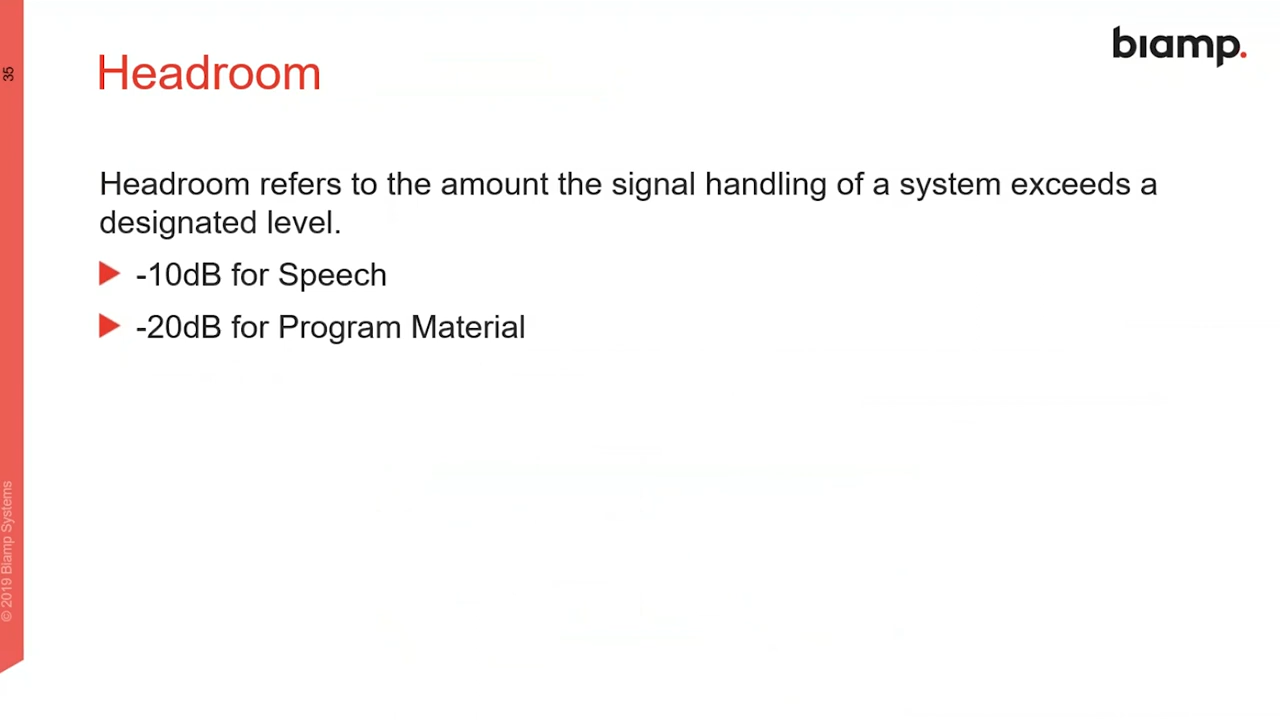 35
Headroom
biamp.
Headroom refers to the amount the signal handling of a system exceeds a
designated level.
-10dB for Speech
-20dB for Program Material
© 2019 Biamp Systems